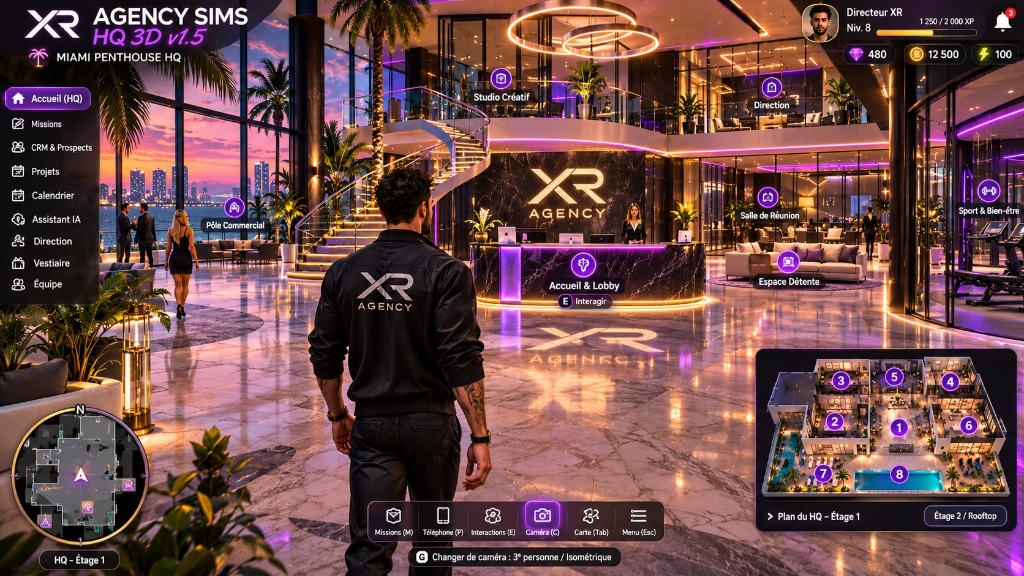 XR AGENCY SIMS
HQ 3D v1.5
MIAMI PENTHOUSE HQ
Directeur XR
Niv. 8
1 250 / 2 000 XP
3
480
12 500
100
Accueil (HQ)
Missions
CRM & Prospects
Projets
Calendrier
Assistant IA
Direction
Vestiaire
Équipe
Studio Créatif
Direction
Pôle Commercial
Salle de Réunion
Sport & Bien-être
Espace Détente
XR
AGENCY
Accueil & Lobby
E Interagir
XR
AGENCY
XR
AGENCY
N
HQ – Étage 1
3
5
4
2
1
6
7
8
Plan du HQ – Étage 1
Étage 2 / Rooftop
Missions (M)
Téléphone (P)
Interactions (E)
Caméra (C)
Carte (Tab)
Menu (Esc)
G Changer de caméra : 3e personne / Isométrique